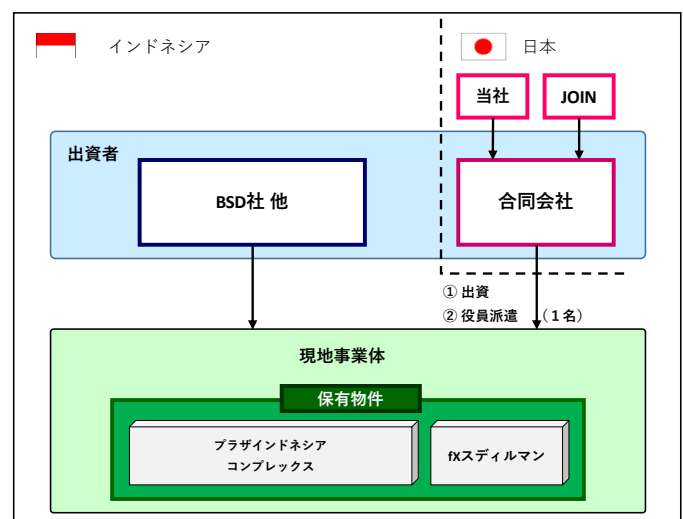 インドネシア
日本
当社
JOIN
出資者
BSD社 他
合同会社
① 出資
② 役員派遣 （１名）
現地事業体
保有物件
プラザインドネシア
コンプレックス
fXスディルマン